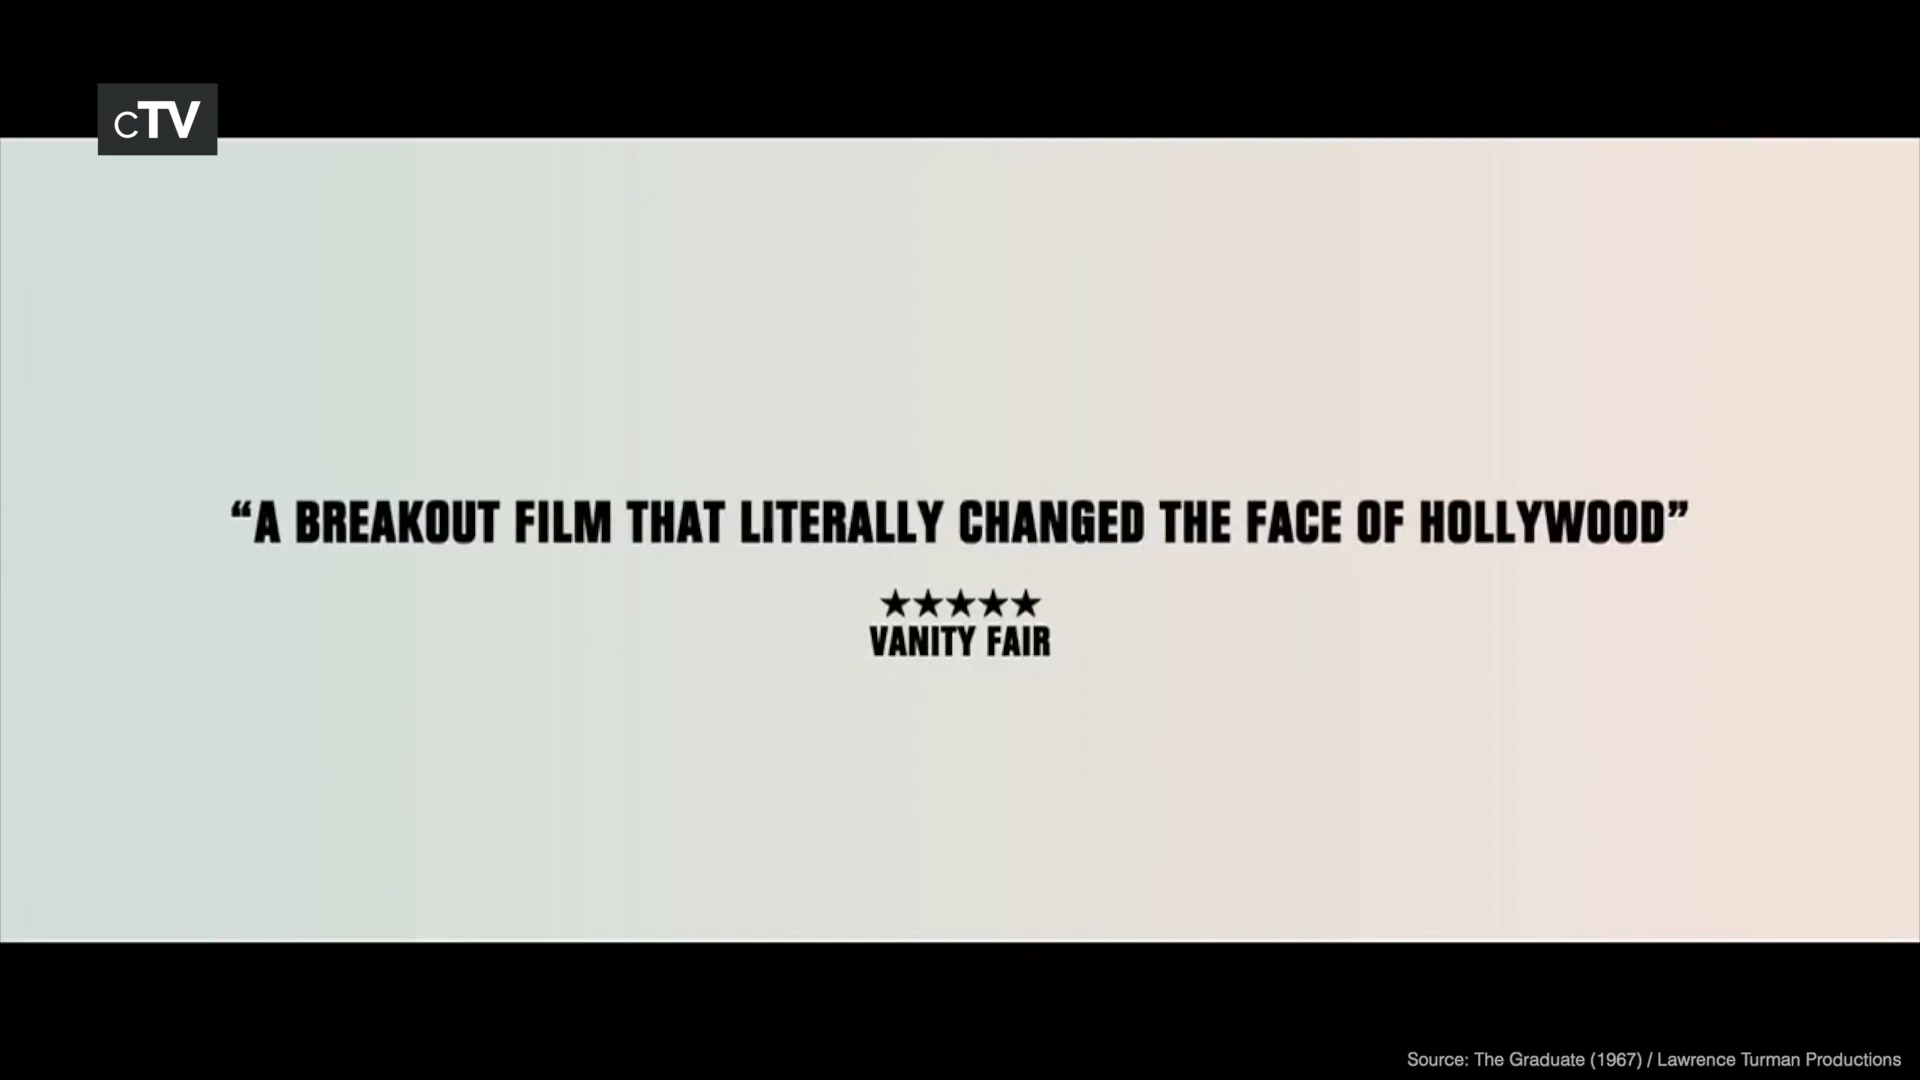 cTV
“A BREAKOUT FILM THAT LITERALLY CHANGED THE FACE OF HOLLYWOOD”
★★★★★
VANITY FAIR
Source: The Graduate (1967) / Lawrence Turman Productions